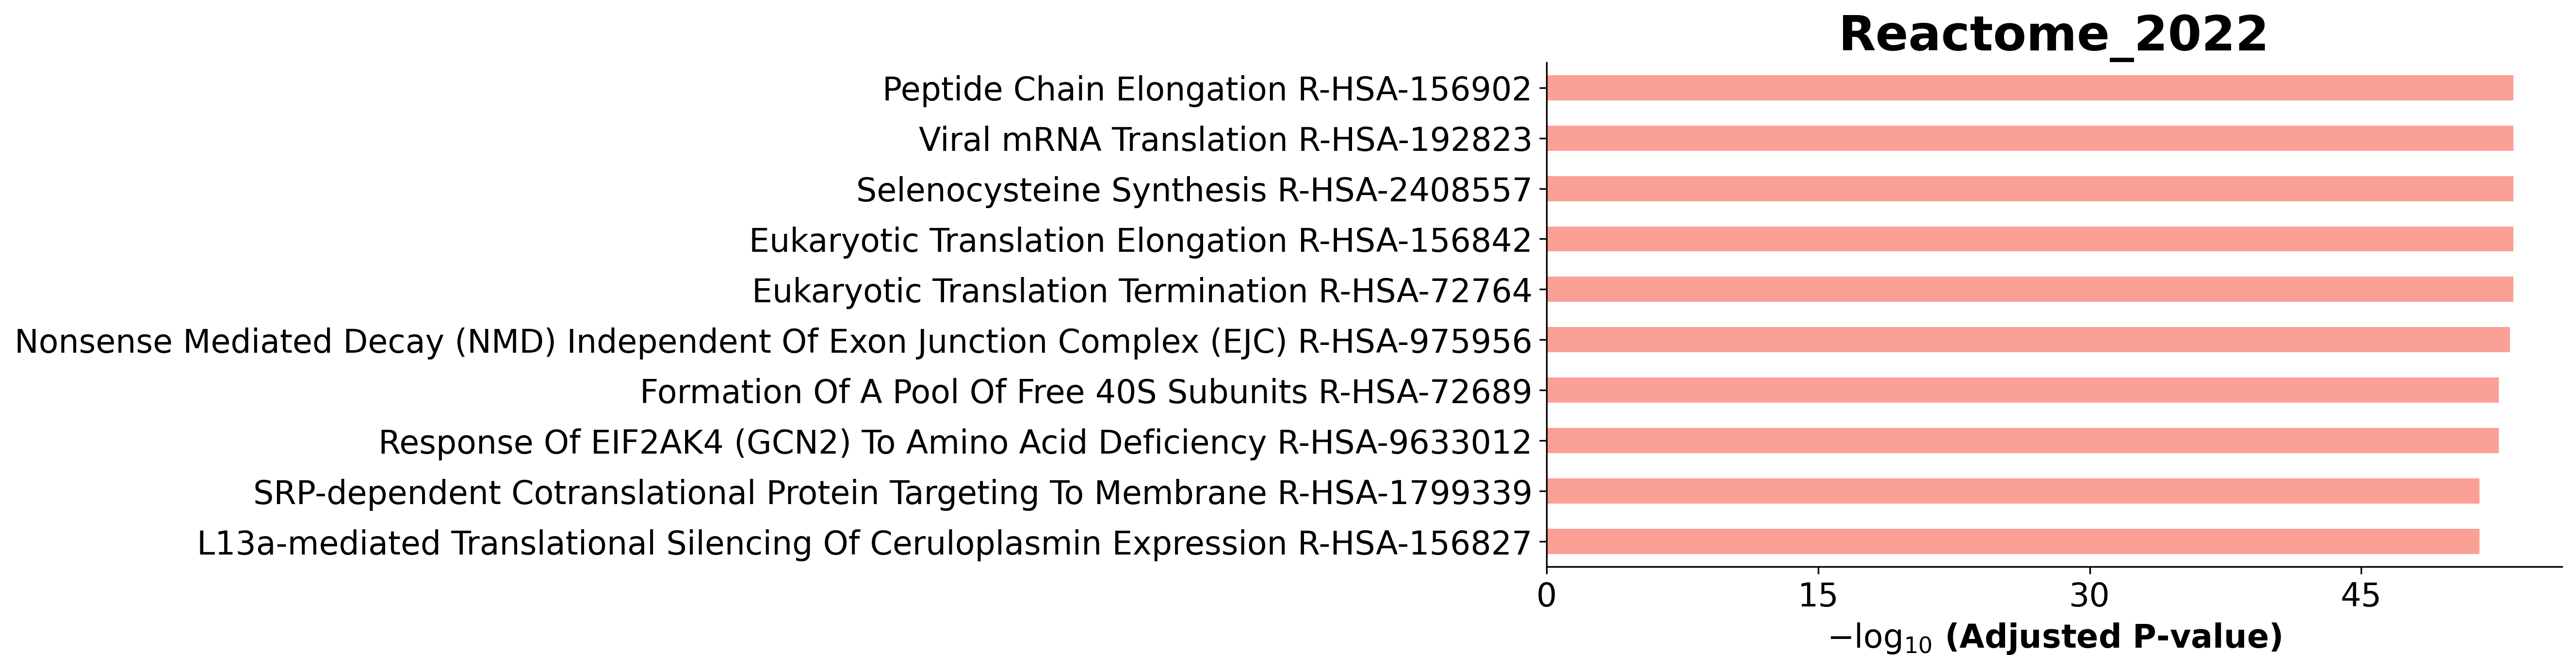 Reactome_2022
Peptide Chain Elongation R-HSA-156902
Viral mRNA Translation R-HSA-192823
Selenocysteine Synthesis R-HSA-2408557
Eukaryotic Translation Elongation R-HSA-156842
Eukaryotic Translation Termination R-HSA-72764
Nonsense Mediated Decay (NMD) Independent Of Exon Junction Complex (EJC) R-HSA-975956
Formation Of A Pool Of Free 40S Subunits R-HSA-72689
Response Of EIF2AK4 (GCN2) To Amino Acid Deficiency R-HSA-9633012
SRP-dependent Cotranslational Protein Targeting To Membrane R-HSA-1799339
L13a-mediated Translational Silencing Of Ceruloplasmin Expression R-HSA-156827
0 15 30 45
−log₁₀ (Adjusted P-value)